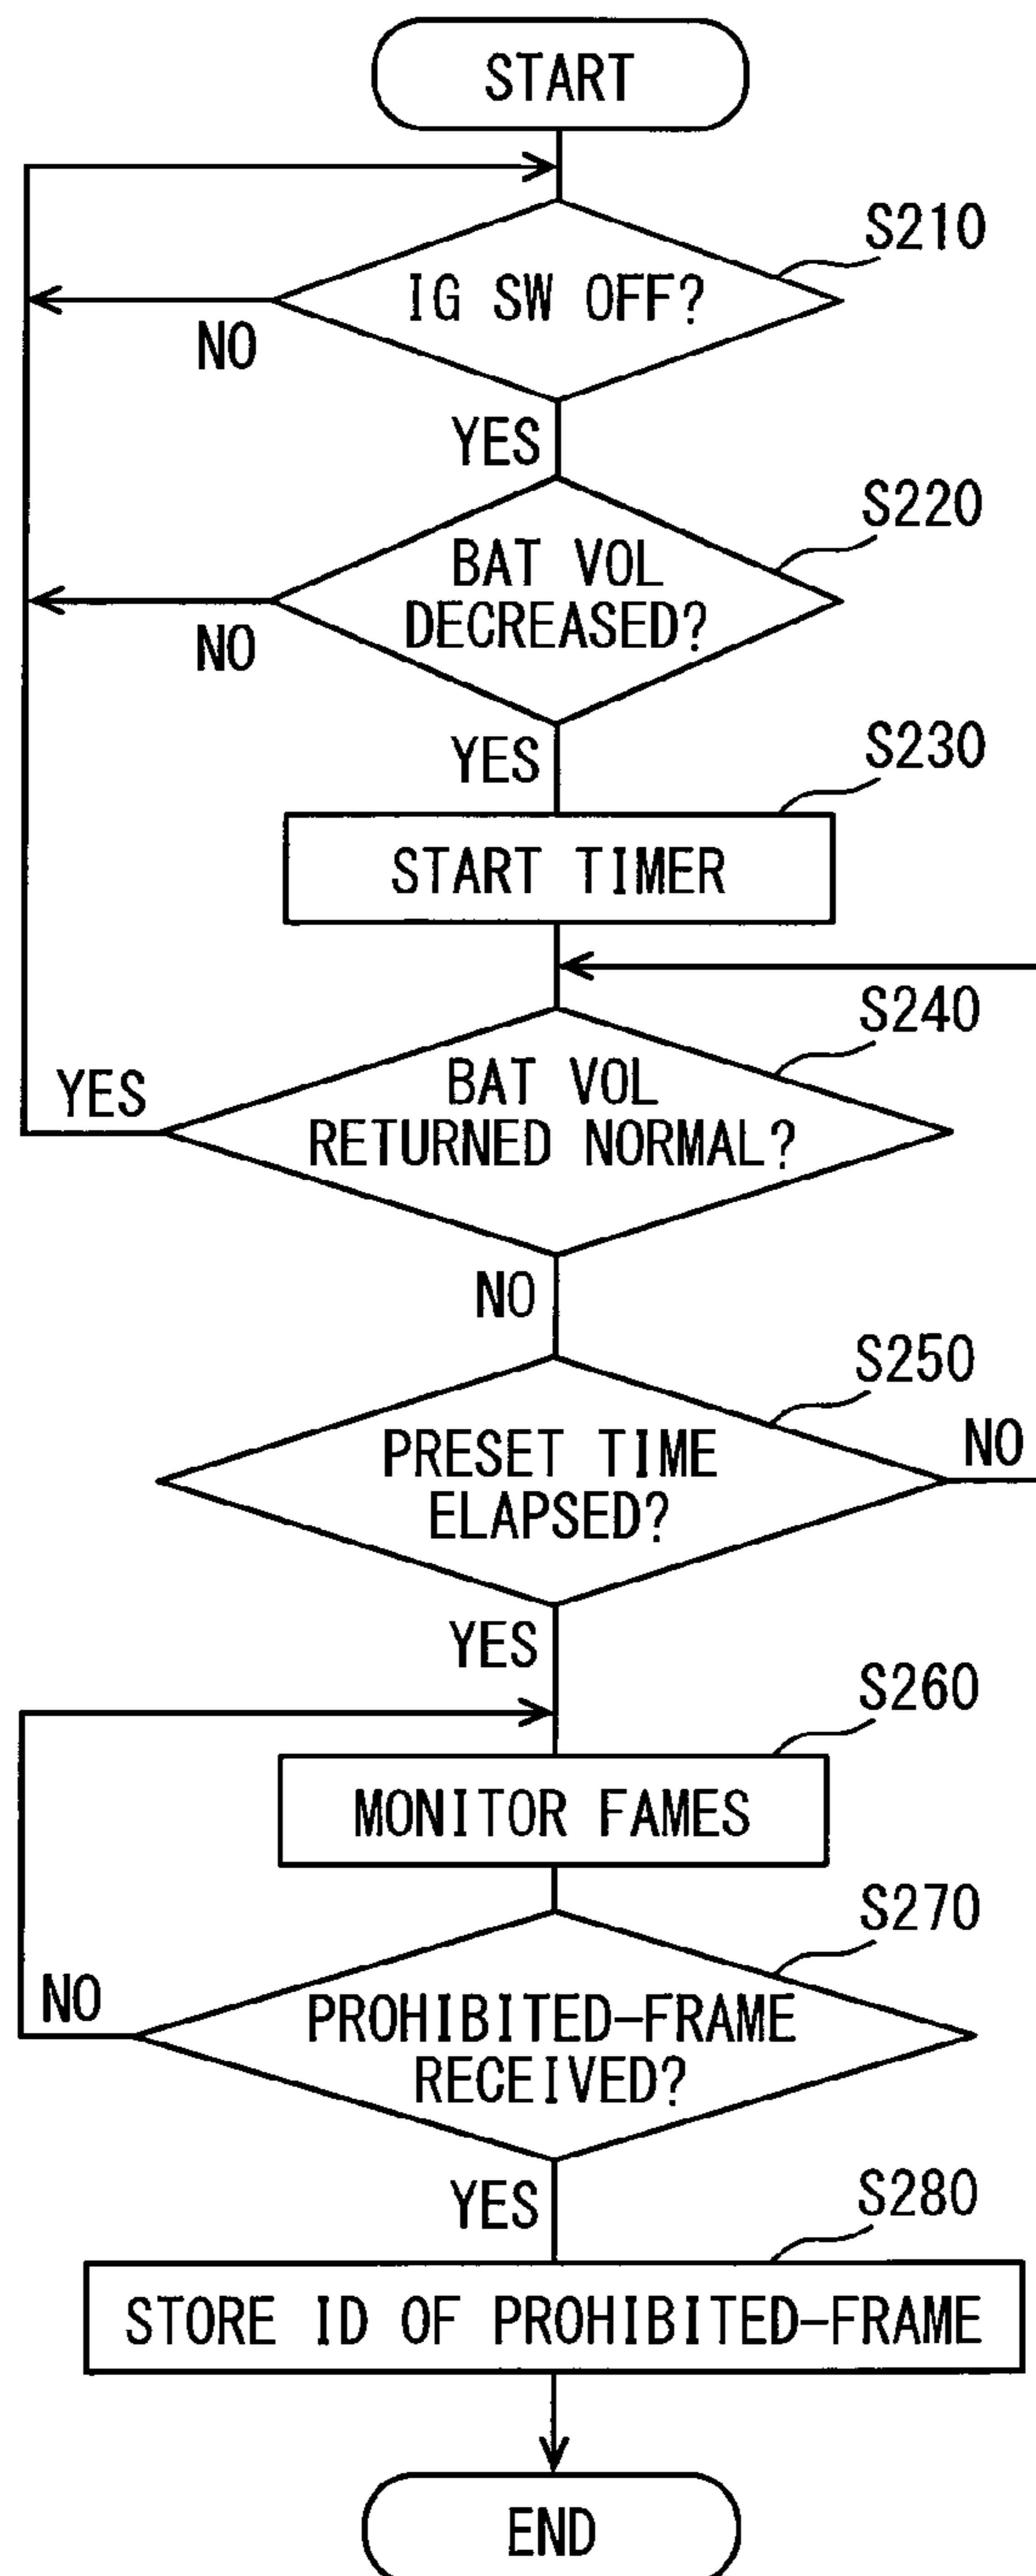 START
S210
IG SW OFF?
NO
YES
S220
BAT VOL
DECREASED?
NO
YES
S230
START TIMER
S240
BAT VOL
RETURNED NORMAL?
YES
NO
S250
PRESET TIME
ELAPSED?
NO
YES
S260
MONITOR FAMES
S270
PROHIBITED-FRAME
RECEIVED?
NO
YES
S280
STORE ID OF PROHIBITED-FRAME
END